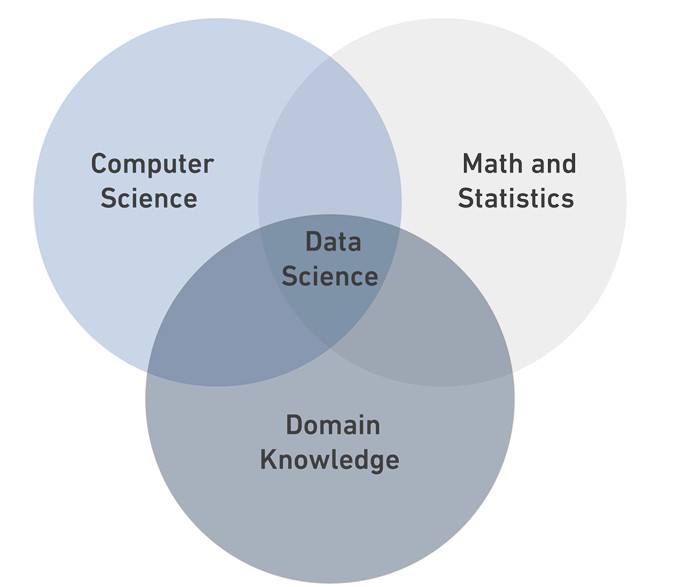 Computer
Science
Math and
Statistics
Data
Science
Domain
Knowledge